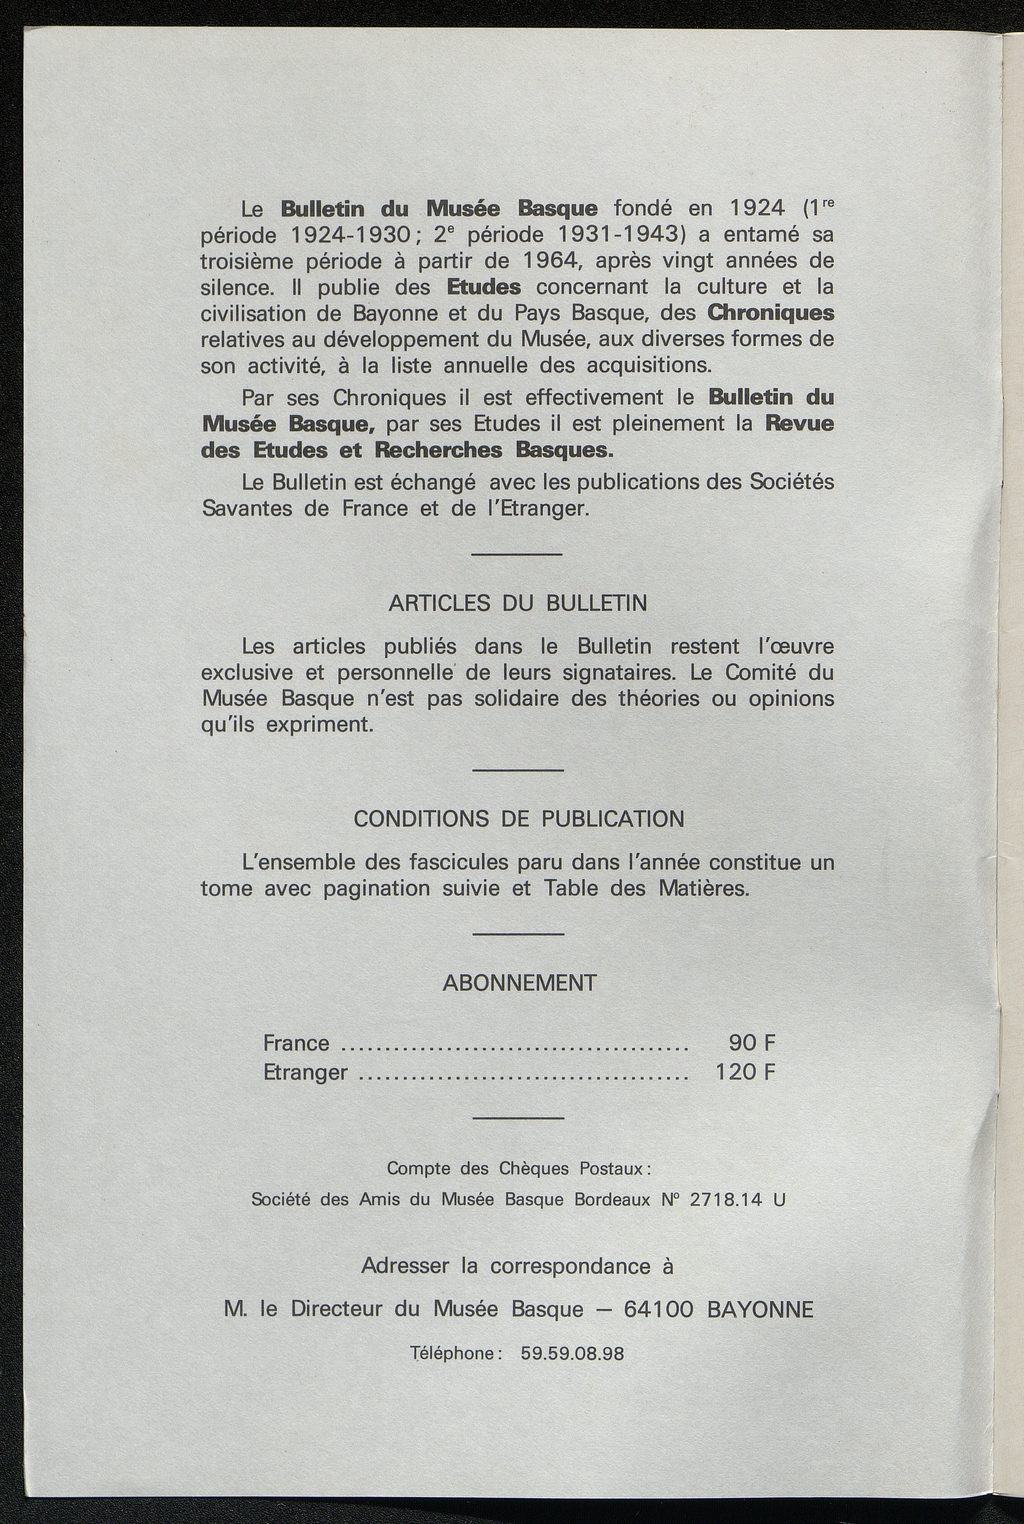 Le Bulletin du Musée Basque fondé en 1924 (1re
période 1924-1930; 2e période 1931-1943) a entamé sa
troisième période à partir de 1964, après vingt années de
silence. Il publie des Etudes concernant la culture et la
civilisation de Bayonne et du Pays Basque, des Chroniques
relatives au développement du Musée, aux diverses formes de
son activité, à la liste annuelle des acquisitions.
Par ses Chroniques il est effectivement le Bulletin du
Musée Basque, par ses Etudes il est pleinement la Revue
des Etudes et Recherches Basques.
Le Bulletin est échangé avec les publications des Sociétés
Savantes de France et de l'Etranger.
ARTICLES DU BULLETIN
Les articles publiés dans le Bulletin restent l'œuvre
exclusive et personnelle de leurs signataires. Le Comité du
Musée Basque n'est pas solidaire des théories ou opinions
qu'ils expriment.
CONDITIONS DE PUBLICATION
L'ensemble des fascicules paru dans l'année constitue un
tome avec pagination suivie et Table des Matières.
ABONNEMENT
France ........................................ 90 F
Etranger ...................................... 120 F
Compte des Chèques Postaux :
Société des Amis du Musée Basque Bordeaux N° 2718.14 U
Adresser la correspondance à
M. le Directeur du Musée Basque — 64100 BAYONNE
Téléphone : 59.59.08.98